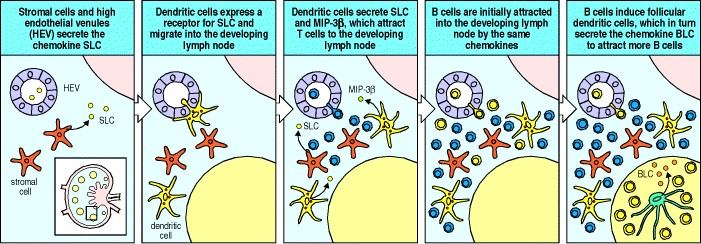 Stromal cells and high
endothelial venules
(HEV) secrete the
chemokine SLC
HEV
SLC
stromal
cell
Dendritic cells express a
receptor for SLC and
migrate into the developing
lymph node
dendritic
cell
Dendritic cells secrete SLC
and MIP-3β, which attract
T cells to the developing
lymph node
MIP-3β
SLC
B cells are initially attracted
into the developing lymph
node by the same
chemokines
B cells induce follicular
dendritic cells, which in turn
secrete the chemokine BLC
to attract more B cells
BLC